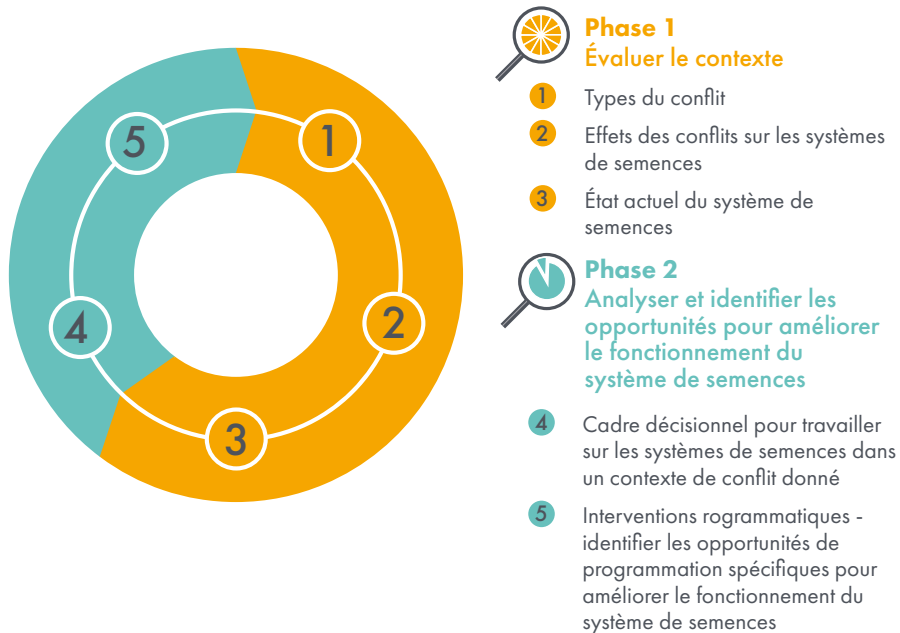 5
1
4
2
3
Phase 1
Évaluer le contexte
1 Types du conflit
2 Effets des conflits sur les systèmes
de semences
3 État actuel du système de
semences
Phase 2
Analyser et identifier les
opportunités pour améliorer
le fonctionnement du
système de semences
4 Cadre décisionnel pour travailler
sur les systèmes de semences dans
un contexte de conflit donné
5 Interventions rogrammatiques -
identifier les opportunités de
programmation spécifiques pour
améliorer le fonctionnement du
système de semences